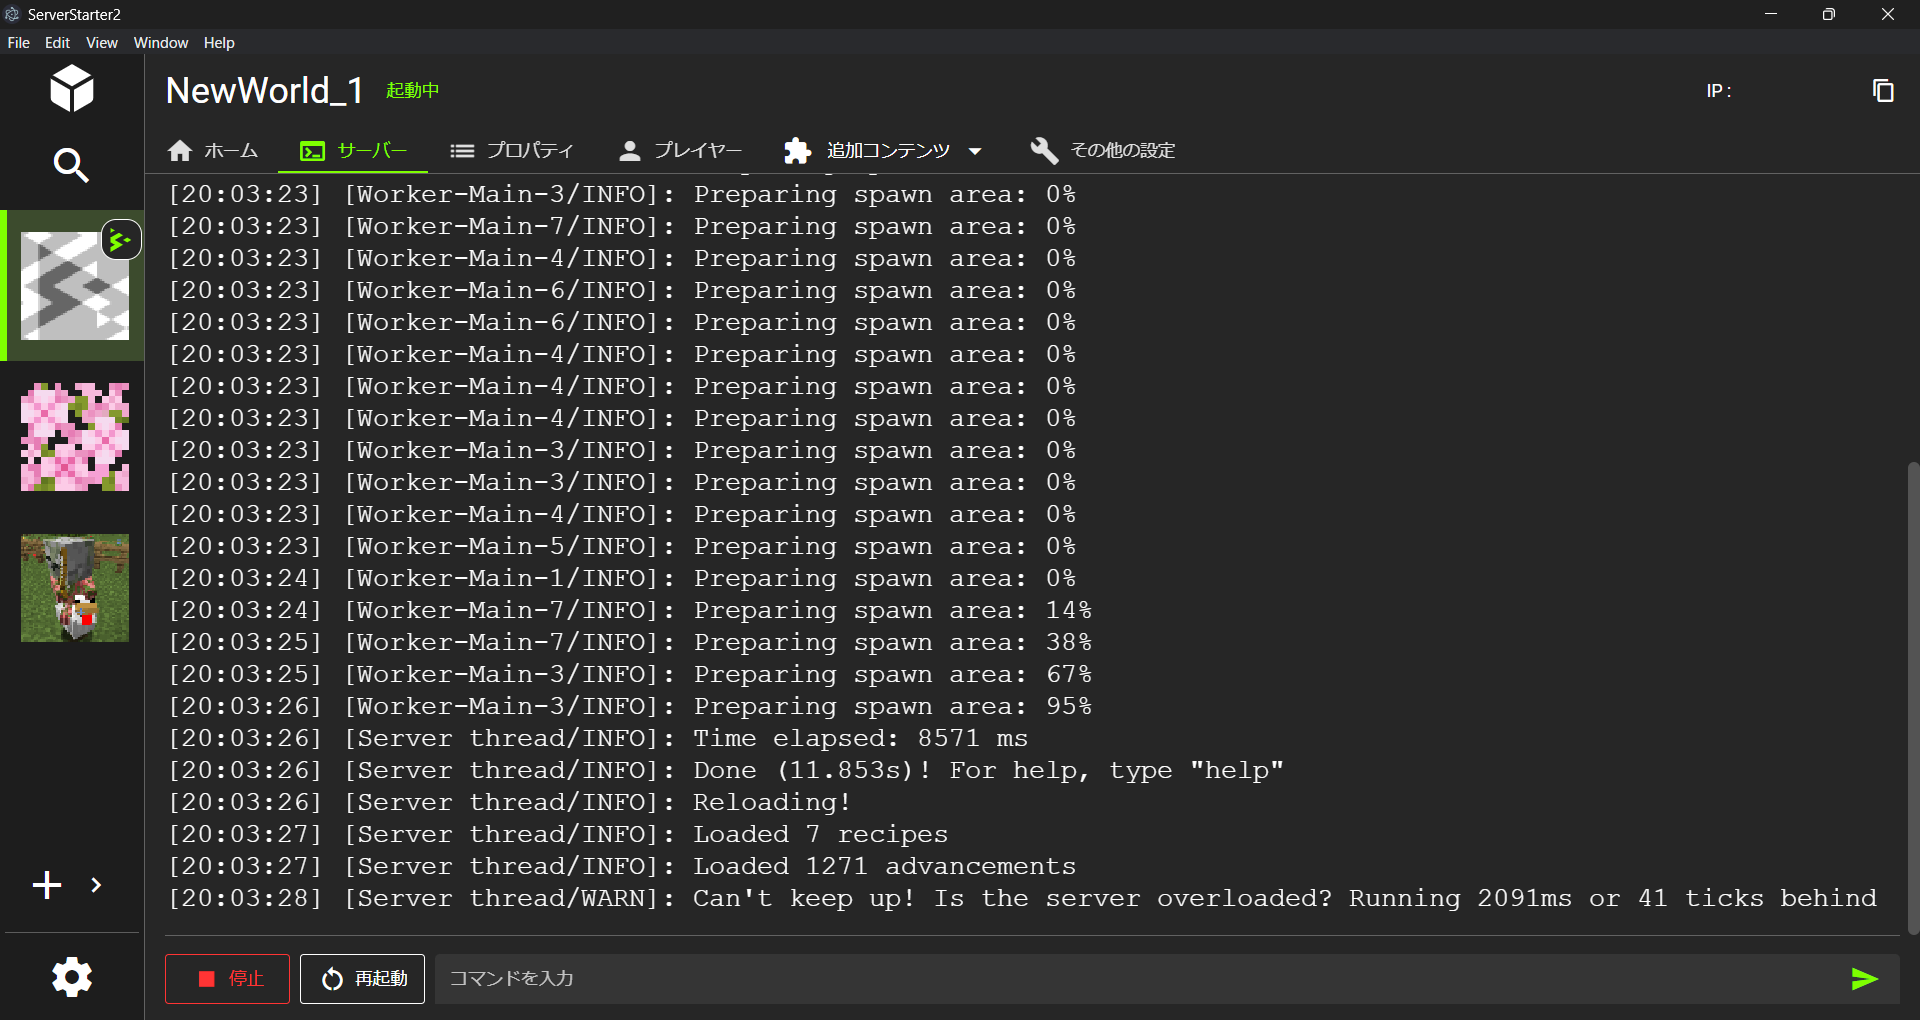 ServerStarter2
File Edit View Window Help
NewWorld_1 起動中 IP :
ホーム サーバー プロパティ プレイヤー 追加コンテンツ その他の設定
[20:03:23] [Worker-Main-3/INFO]: Preparing spawn area: 0%
[20:03:23] [Worker-Main-7/INFO]: Preparing spawn area: 0%
[20:03:23] [Worker-Main-4/INFO]: Preparing spawn area: 0%
[20:03:23] [Worker-Main-6/INFO]: Preparing spawn area: 0%
[20:03:23] [Worker-Main-6/INFO]: Preparing spawn area: 0%
[20:03:23] [Worker-Main-4/INFO]: Preparing spawn area: 0%
[20:03:23] [Worker-Main-4/INFO]: Preparing spawn area: 0%
[20:03:23] [Worker-Main-4/INFO]: Preparing spawn area: 0%
[20:03:23] [Worker-Main-3/INFO]: Preparing spawn area: 0%
[20:03:23] [Worker-Main-3/INFO]: Preparing spawn area: 0%
[20:03:23] [Worker-Main-4/INFO]: Preparing spawn area: 0%
[20:03:23] [Worker-Main-5/INFO]: Preparing spawn area: 0%
[20:03:24] [Worker-Main-1/INFO]: Preparing spawn area: 0%
[20:03:24] [Worker-Main-7/INFO]: Preparing spawn area: 14%
[20:03:25] [Worker-Main-7/INFO]: Preparing spawn area: 38%
[20:03:25] [Worker-Main-3/INFO]: Preparing spawn area: 67%
[20:03:26] [Worker-Main-3/INFO]: Preparing spawn area: 95%
[20:03:26] [Server thread/INFO]: Time elapsed: 8571 ms
[20:03:26] [Server thread/INFO]: Done (11.853s)! For help, type "help"
[20:03:26] [Server thread/INFO]: Reloading!
[20:03:27] [Server thread/INFO]: Loaded 7 recipes
[20:03:27] [Server thread/INFO]: Loaded 1271 advancements
[20:03:28] [Server thread/WARN]: Can't keep up! Is the server overloaded? Running 2091ms or 41 ticks behind
停止 再起動 コマンドを入力